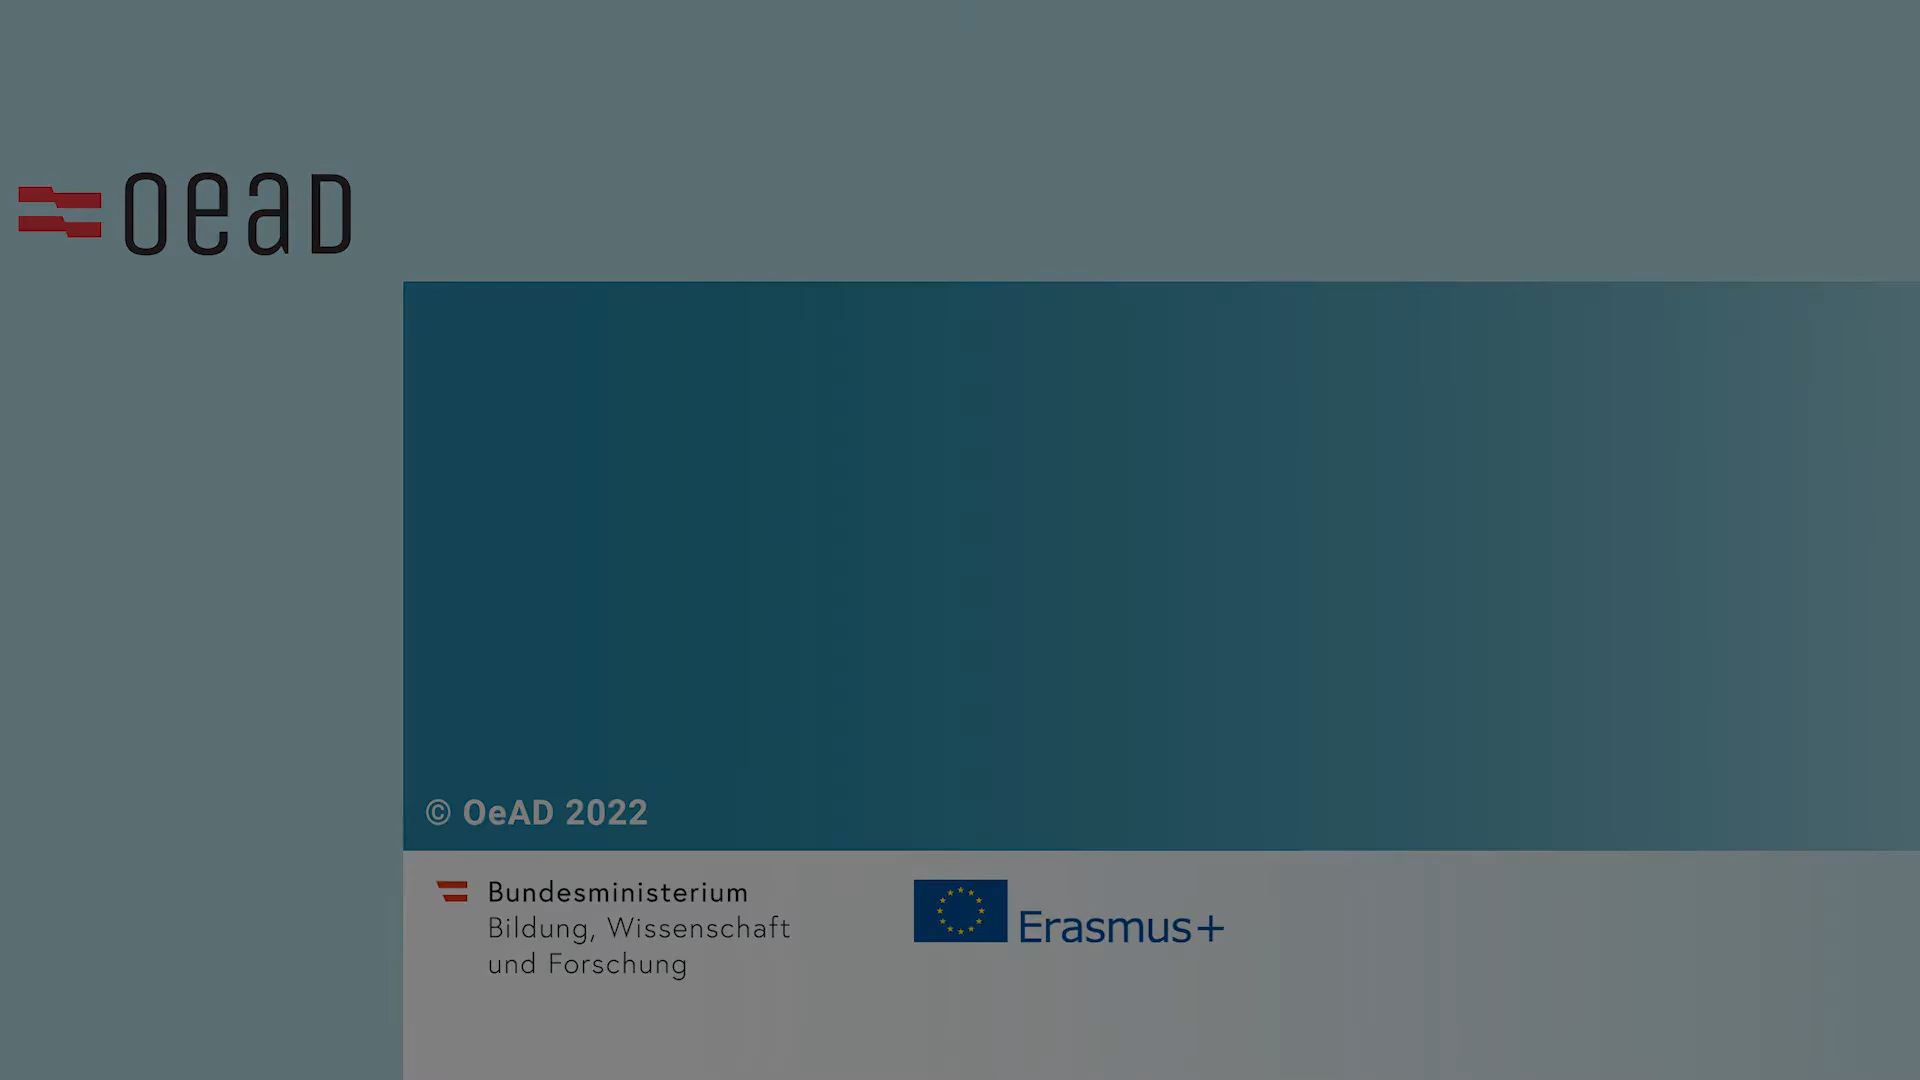 oeaD
© OeAD 2022
Bundesministerium
Bildung, Wissenschaft
und Forschung
Erasmus+